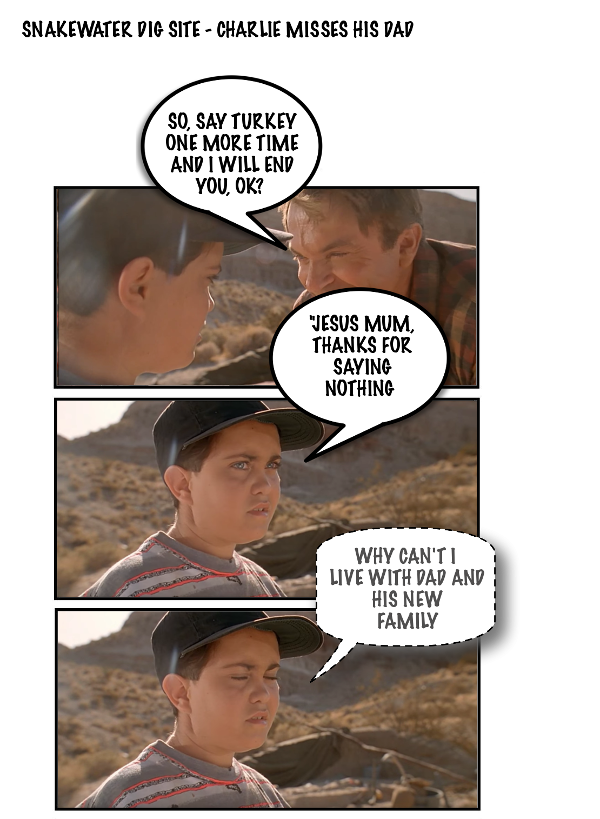 SNAKEWATER DIG SITE - CHARLIE MISSES HIS DAD
SO, SAY TURKEY
ONE MORE TIME
AND I WILL END
YOU, OK?
"JESUS MUM,
THANKS FOR
SAYING
NOTHING
WHY CAN'T I
LIVE WITH DAD AND
HIS NEW
FAMILY